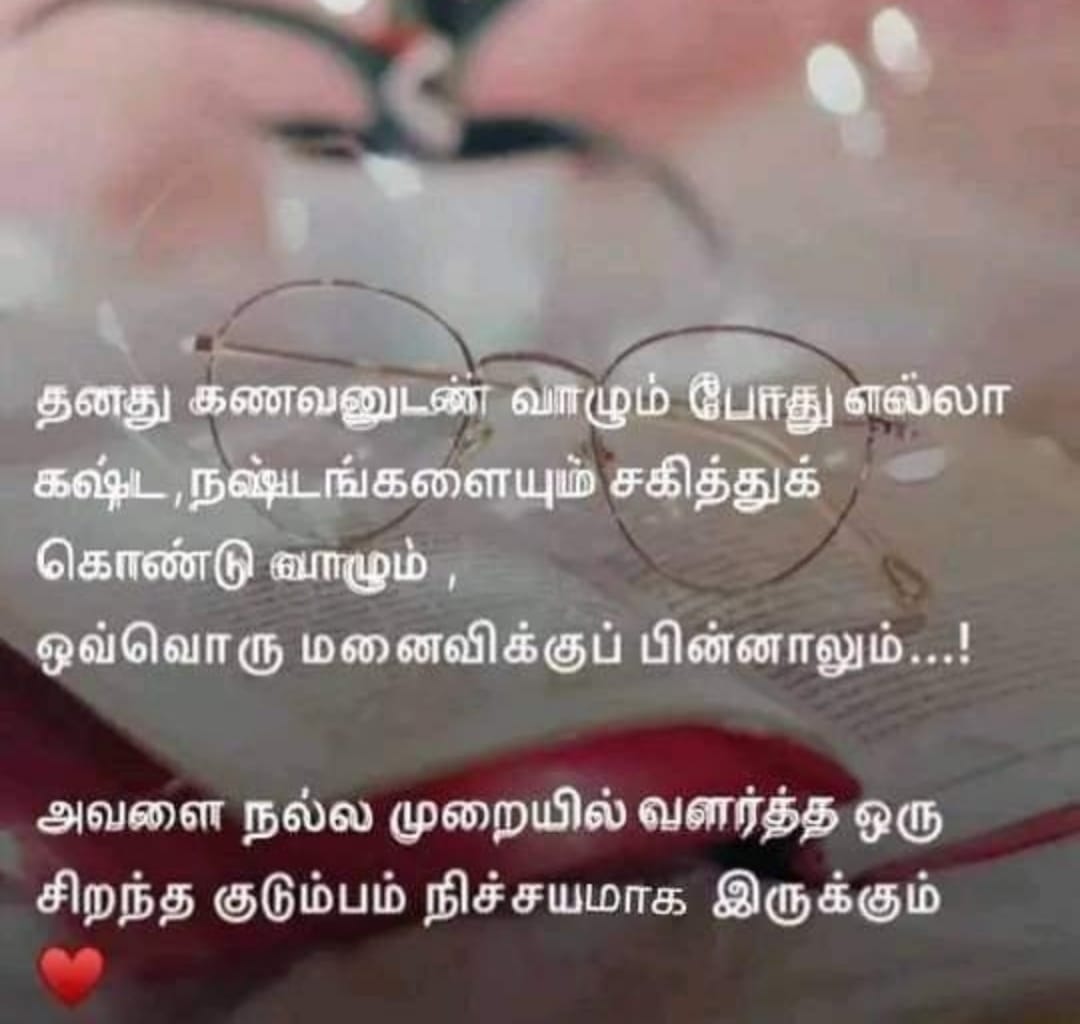 தனது கணவனுடன் வாழும் போது எல்லா
கஷ்ட,நஷ்டங்களையும் சகித்துக்
கொண்டு வாழும் ,
ஒவ்வொரு மனைவிக்குப் பின்னாலும்...!
அவளை நல்ல முறையில் வளர்த்த ஒரு
சிறந்த குடும்பம் நிச்சயமாக இருக்கும்
♥️